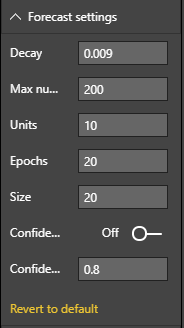 Forecast settings
Decay 0.009
Max nu... 200
Units 10
Epochs 20
Size 20
Confide... Off
Confide... 0.8
Revert to default